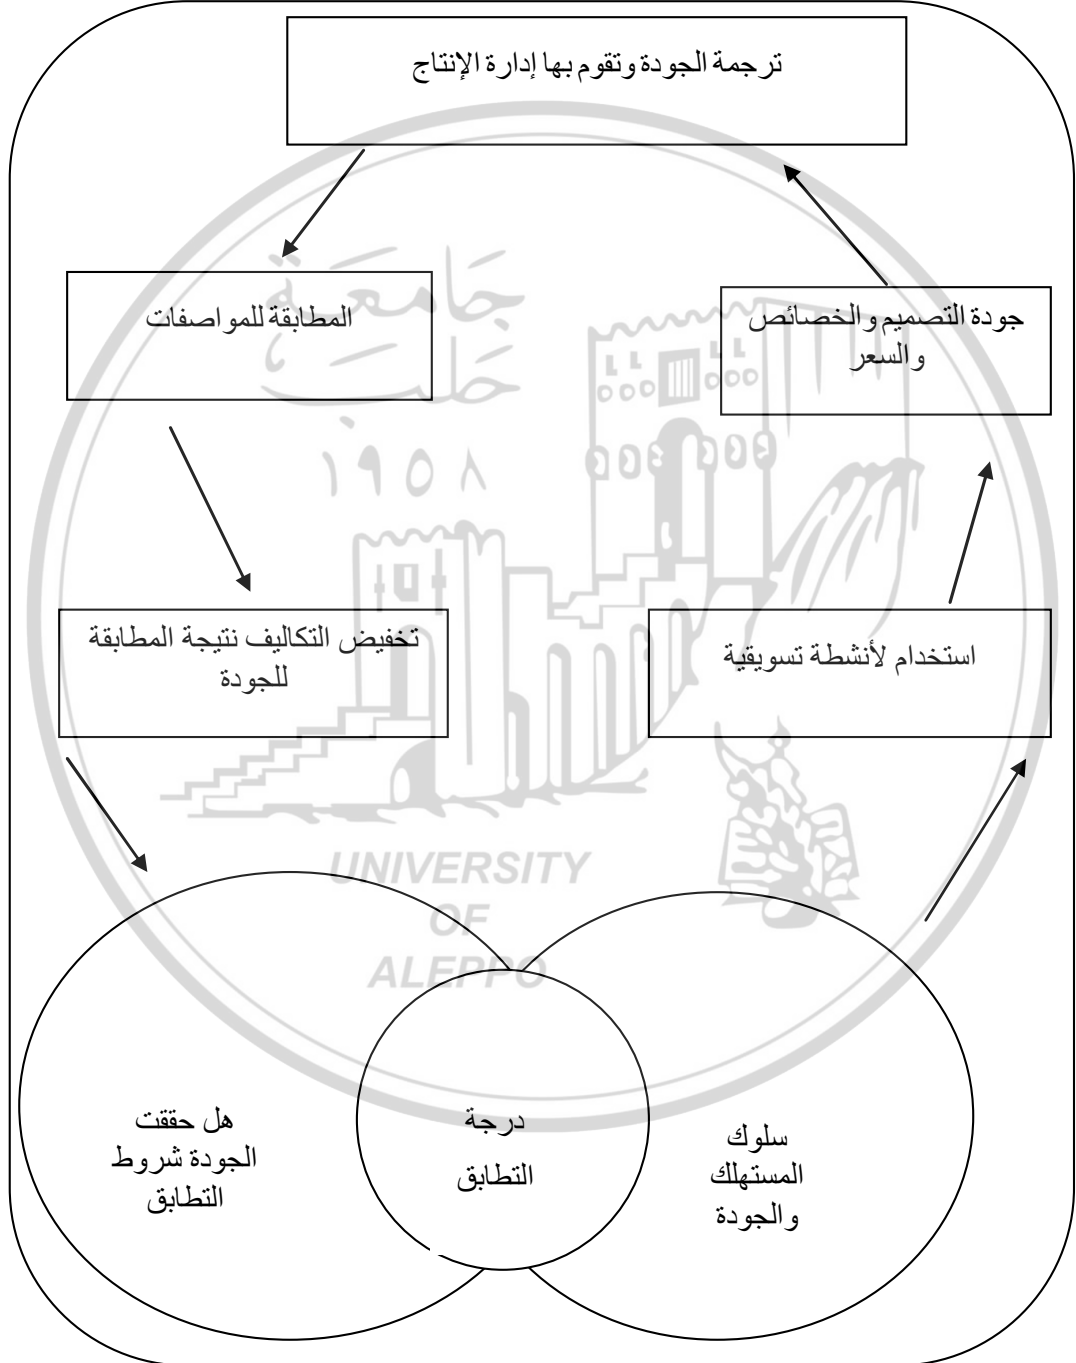 ترجمة الجودة وتقوم بها إدارة الإنتاج
جودة التصميم والخصائص
والسعر
المطابقة للمواصفات
استخدام لأنشطة تسويقية
تخفيض التكاليف نتيجة المطابقة
للجودة
سلوك
المستهلك
والجودة
درجة
التطابق
هل حققت
الجودة شروط
التطابق
جامعة
حلب
١٩٥٨
UNIVERSITY
OF
ALEPPO